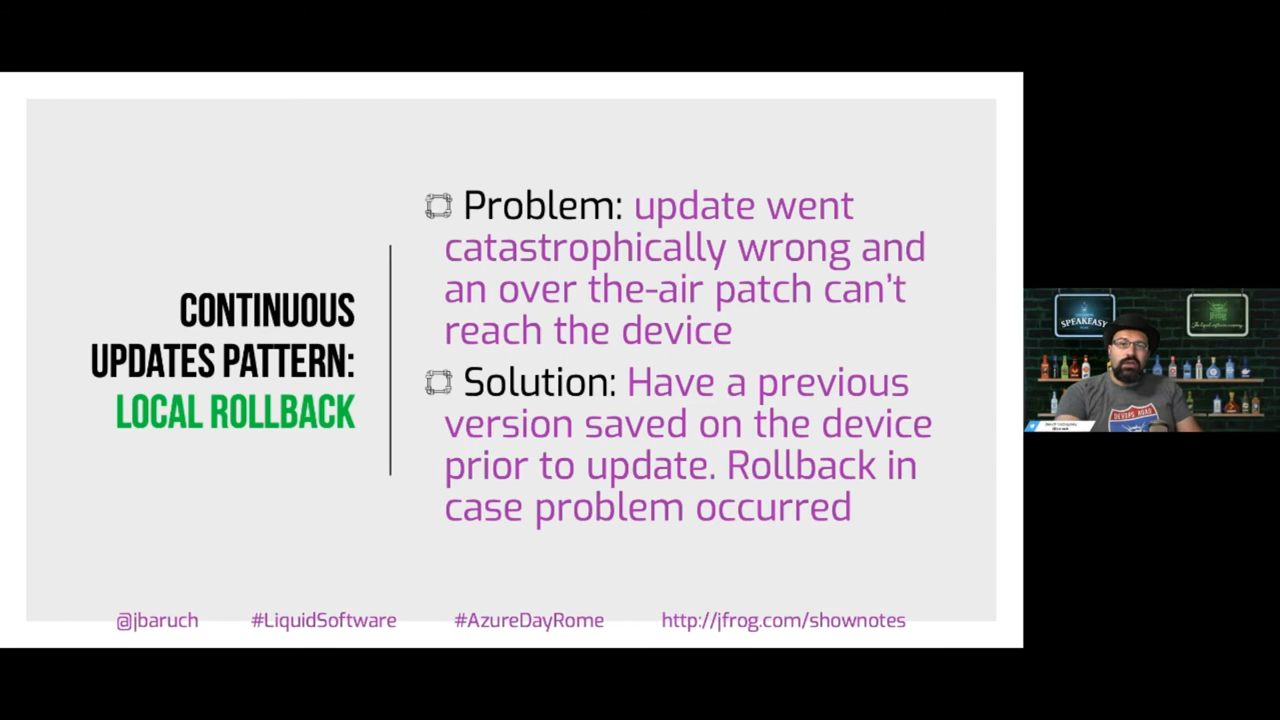 CONTINUOUS
UPDATES PATTERN:
LOCAL ROLLBACK
Problem: update went
catastrophically wrong and
an over the-air patch can't
reach the device
Solution: Have a previous
version saved on the device
prior to update. Rollback in
case problem occurred
@jbaruch #LiquidSoftware #AzureDayRome http://jfrog.com/shownotes
SPEAKEASY
jfrog
DEVOPS ROAD